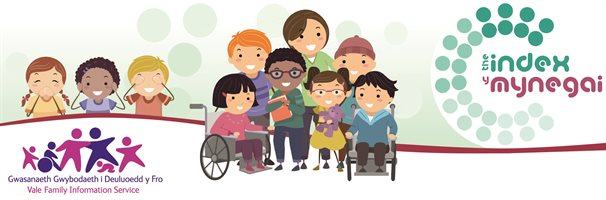 the index
y mynegai
Gwasanaeth Gwybodaeth i Deuluoedd y Fro
Vale Family Information Service